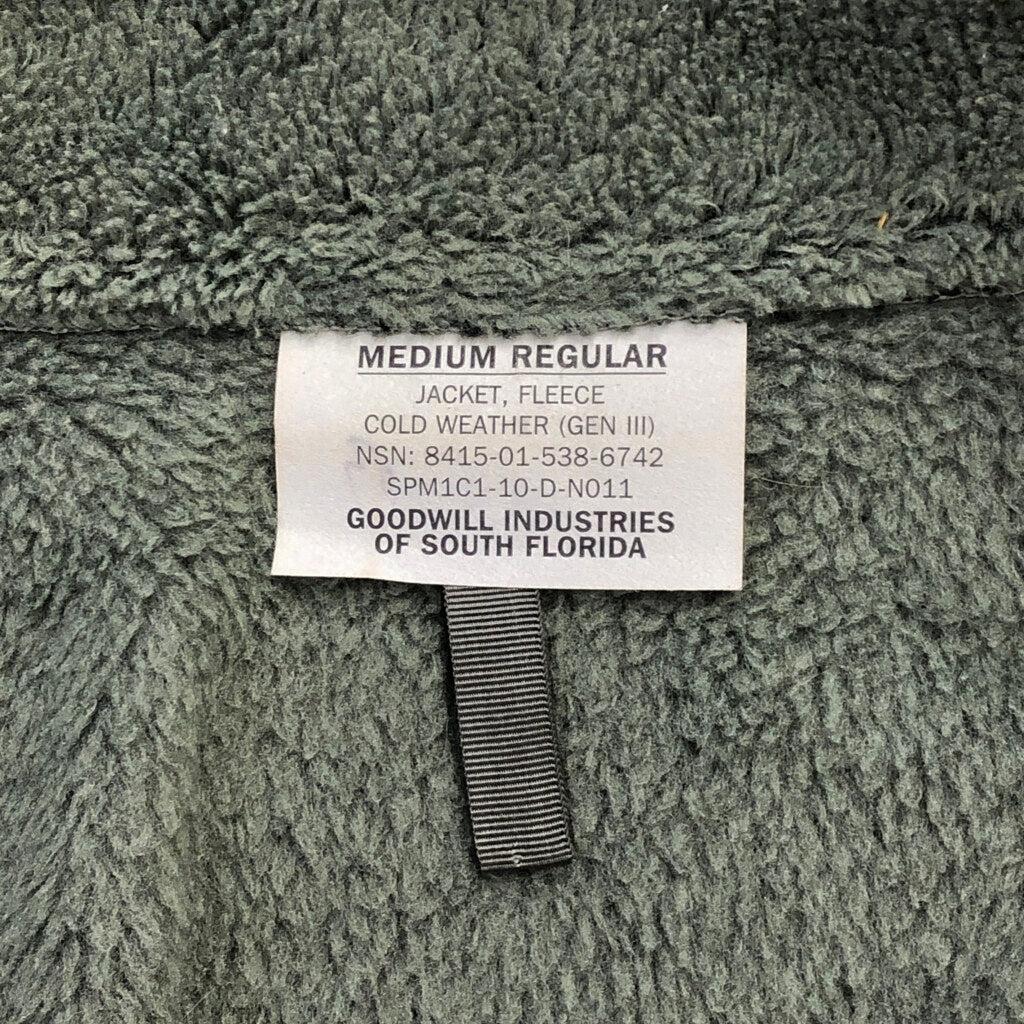 MEDIUM REGULAR
JACKET, FLEECE
COLD WEATHER (GEN III)
NSN: 8415-01-538-6742
SPM1C1-10-D-N011
GOODWILL INDUSTRIES
OF SOUTH FLORIDA